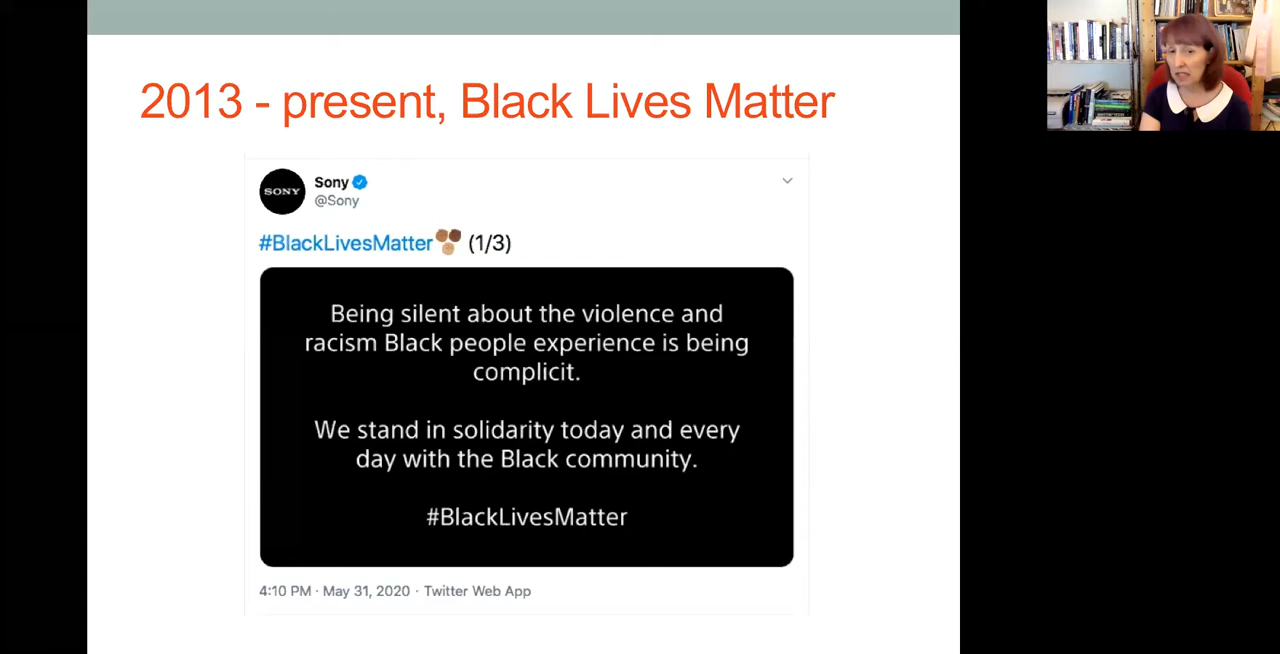 2013 - present, Black Lives Matter
SONY
Sony
@Sony
#BlackLivesMatter (1/3)
Being silent about the violence and
racism Black people experience is being
complicit.
We stand in solidarity today and every
day with the Black community.
#BlackLivesMatter
4:10 PM · May 31, 2020 · Twitter Web App